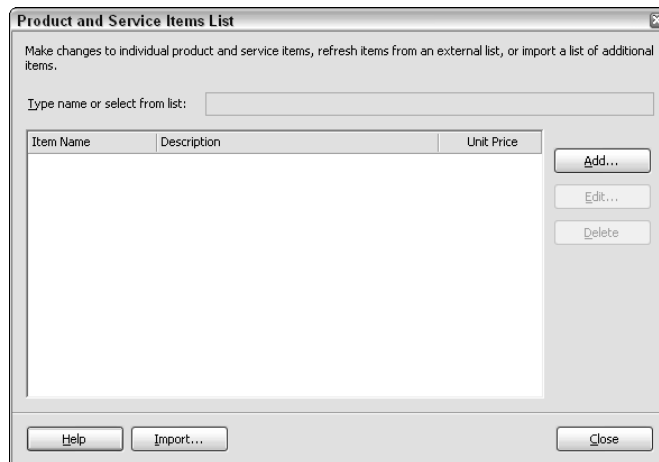 Product and Service Items List
Make changes to individual product and service items, refresh items from an external list, or import a list of additional
items.
Type name or select from list:
Item Name Description Unit Price
Add...
Edit...
Delete
Help Import... Close